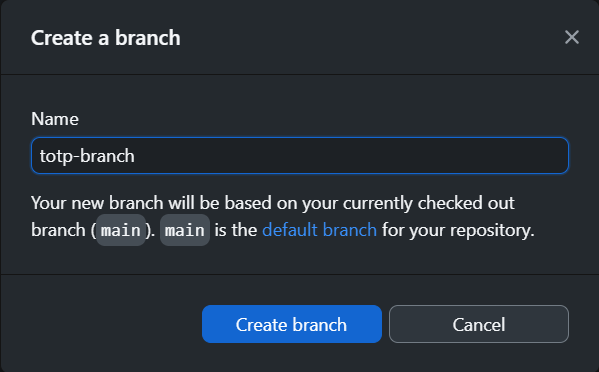 Create a branch
Name
totp-branch
Your new branch will be based on your currently checked out
branch (main). main is the default branch for your repository.
Create branch
Cancel